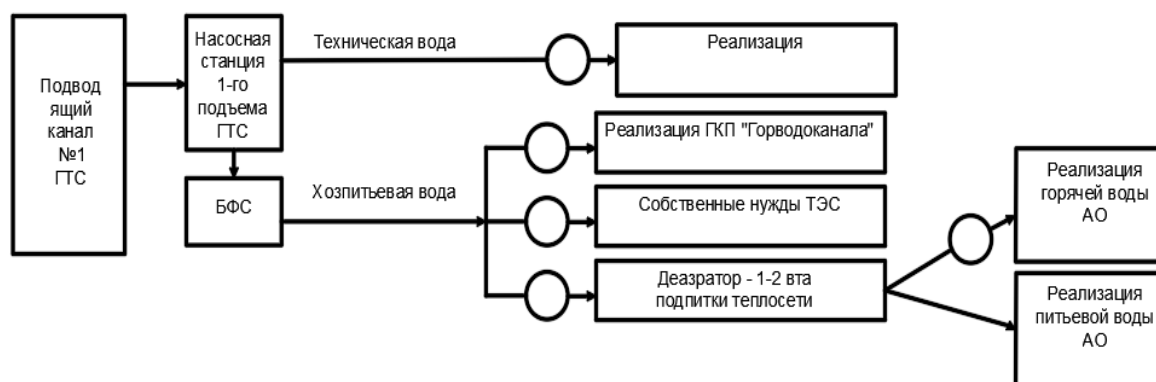 Подвод
ящий
канал
№1
ГТС
Насосная
станция
1-го
подъема
ГТС
БФС
Техническая вода
Хозпитьевая вода
Реализация
Реализация ГКП "Горводоканала"
Собственные нужды ТЭС
Деазратор - 1-2 вта
подпитки теплосети
Реализация
горячей воды
АО
Реализация
питьевой воды
АО